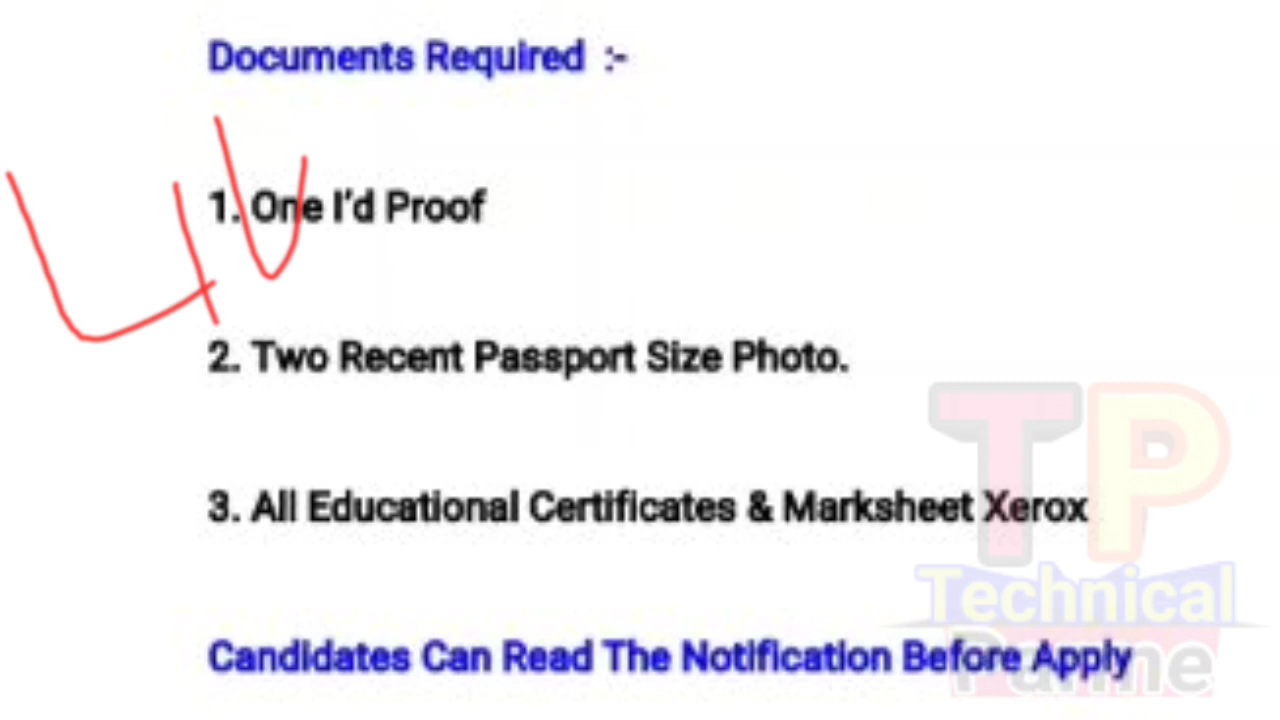 Documents Required :-
1. One I'd Proof
2. Two Recent Passport Size Photo.
3. All Educational Certificates & Marksheet Xerox
TP
Technical
Candidates Can Read The Notification Before Apply